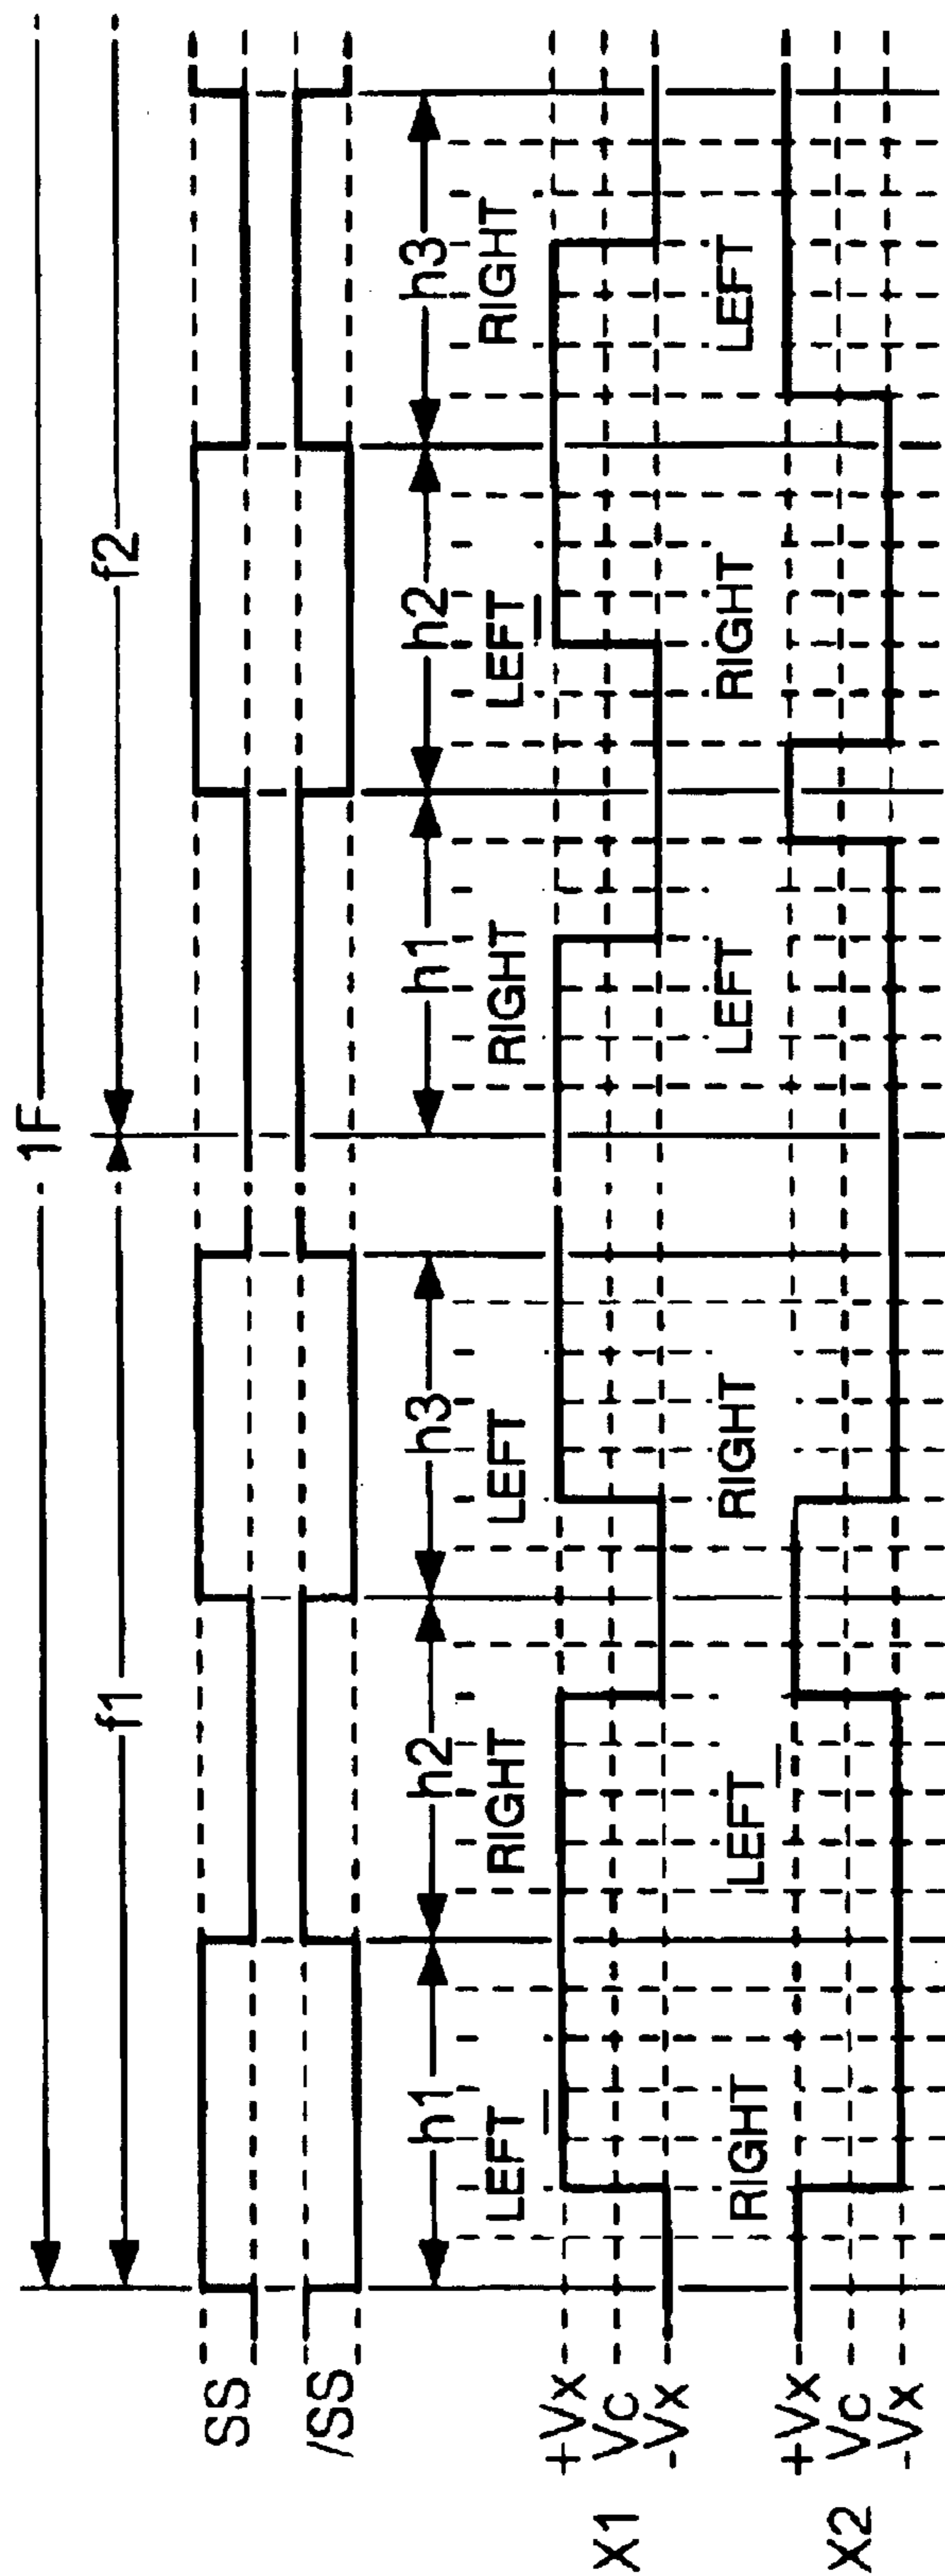 1F
f1 f2
SS
/SS
h1 h2 h3 h1 h2 h3
LEFT RIGHT LEFT RIGHT LEFT RIGHT
+Vx
Vc
-Vx
X1
RIGHT LEFT RIGHT LEFT RIGHT LEFT
+Vx
Vc
-Vx
X2